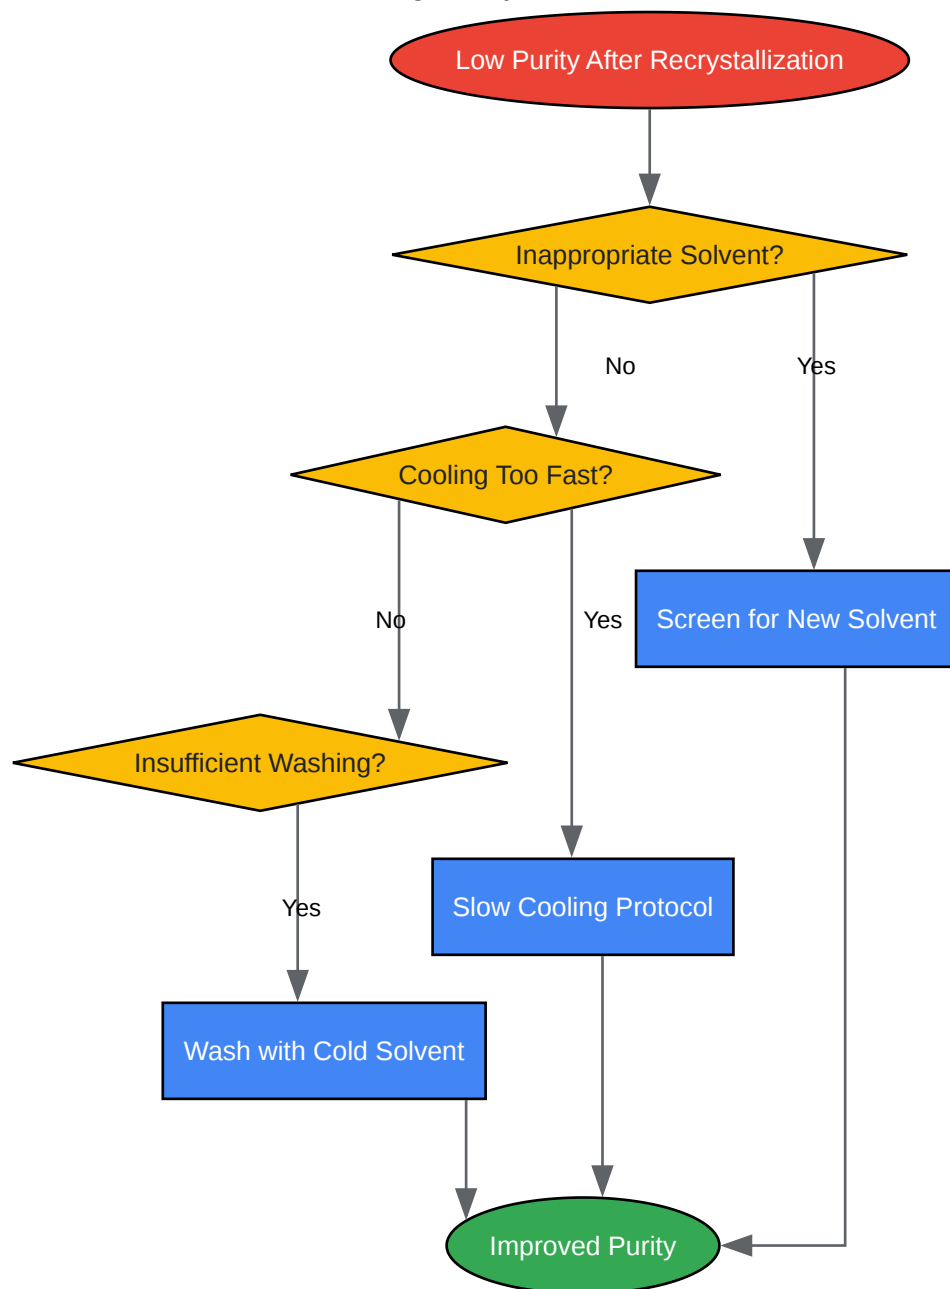 Low Purity After Recrystallization
Inappropriate Solvent?
No
Yes
Cooling Too Fast?
No
Yes
Screen for New Solvent
Insufficient Washing?
Yes
Slow Cooling Protocol
Wash with Cold Solvent
Improved Purity